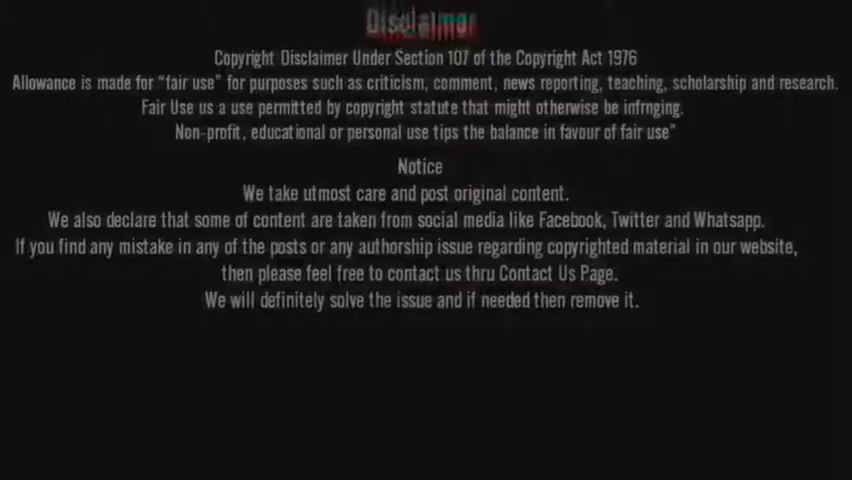 Disclaimer
Copyright Disclaimer Under Section 107 of the Copyright Act 1976
Allowance is made for “fair use” for purposes such as criticism, comment, news reporting, teaching, scholarship and research.
Fair Use us a use permitted by copyright statute that might otherwise be infrnging.
Non-profit, educational or personal use tips the balance in favour of fair use”
Notice
We take utmost care and post original content.
We also declare that some of content are taken from social media like Facebook, Twitter and Whatsapp.
If you find any mistake in any of the posts or any authorship issue regarding copyrighted material in our website,
then please feel free to contact us thru Contact Us Page.
We will definitely solve the issue and if needed then remove it.